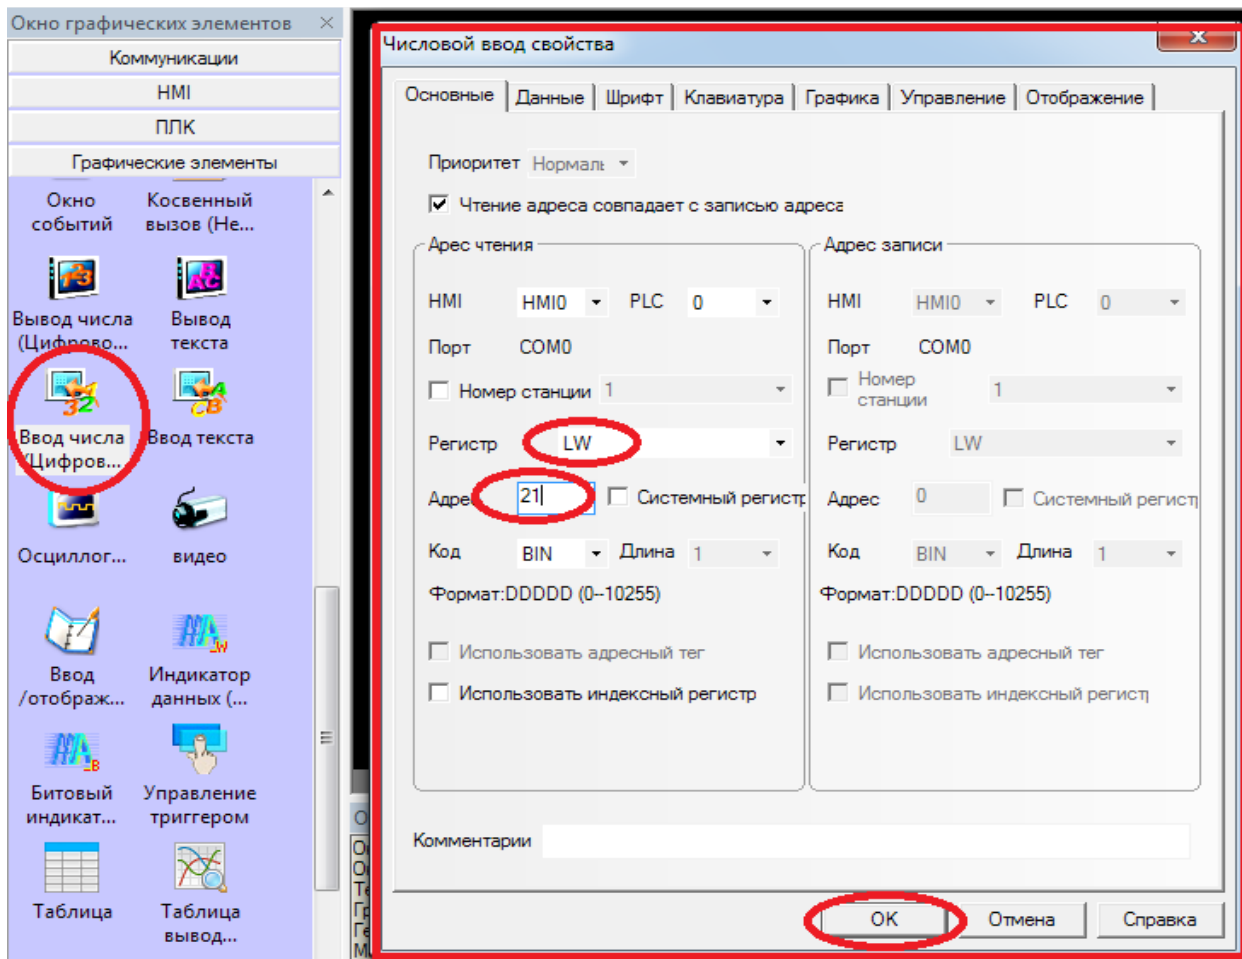 Окно графических элементов
Коммуникации
HMI
ПЛК
Графические элементы
Окно событий
Косвенный вызов (Не...
Вывод числа (Цифрово...
Вывод текста
Ввод числа (Цифров...
Ввод текста
Осциллог...
видео
Ввод /отображ...
Индикатор данных (...
Битовый индикат...
Управление триггером
Таблица
Таблица вывод...
Числовой ввод свойства
Основные Данные Шрифт Клавиатура Графика Управление Отображение
Приоритет Нормаль
Чтение адреса совпадает с записью адреса
Арес чтения
HMI HMI0 PLC 0
Порт COM0
Номер станции 1
Регистр LW
Адрес 21 Системный регистр
Код BIN Длина 1
Формат:DDDDD (0--10255)
Использовать адресный тег
Использовать индексный регистр
Адрес записи
HMI HMI0 PLC 0
Порт COM0
Номер станции 1
Регистр LW
Адрес 0 Системный регист
Код BIN Длина 1
Формат:DDDDD (0--10255)
Использовать адресный тег
Использовать индексный регист
Комментарии
OK Отмена Справка